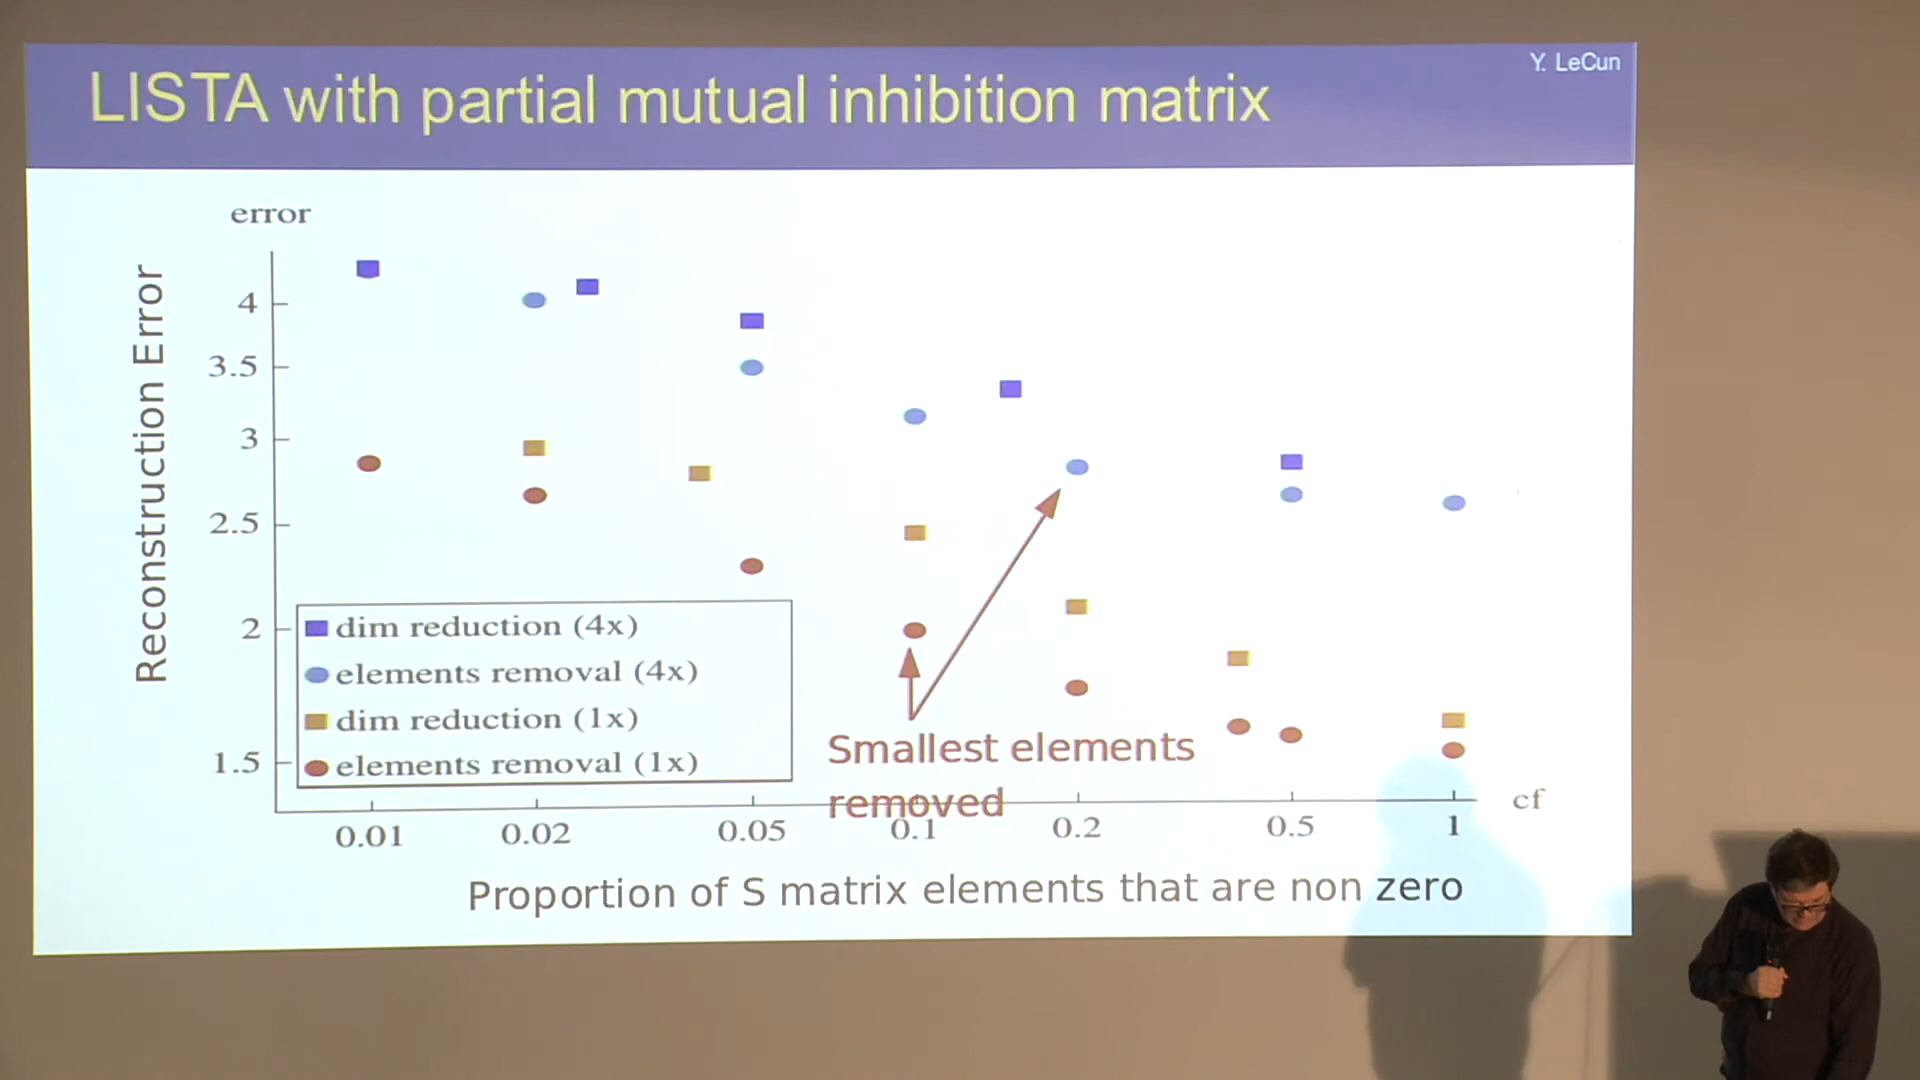 Y. LeCun
LISTA with partial mutual inhibition matrix
error
Reconstruction Error
4
3.5
3
2.5
2
1.5
dim reduction (4x)
elements removal (4x)
dim reduction (1x)
elements removal (1x)
Smallest elements
removed
cf
0.01 0.02 0.05 0.1 0.2 0.5 1
Proportion of S matrix elements that are non zero